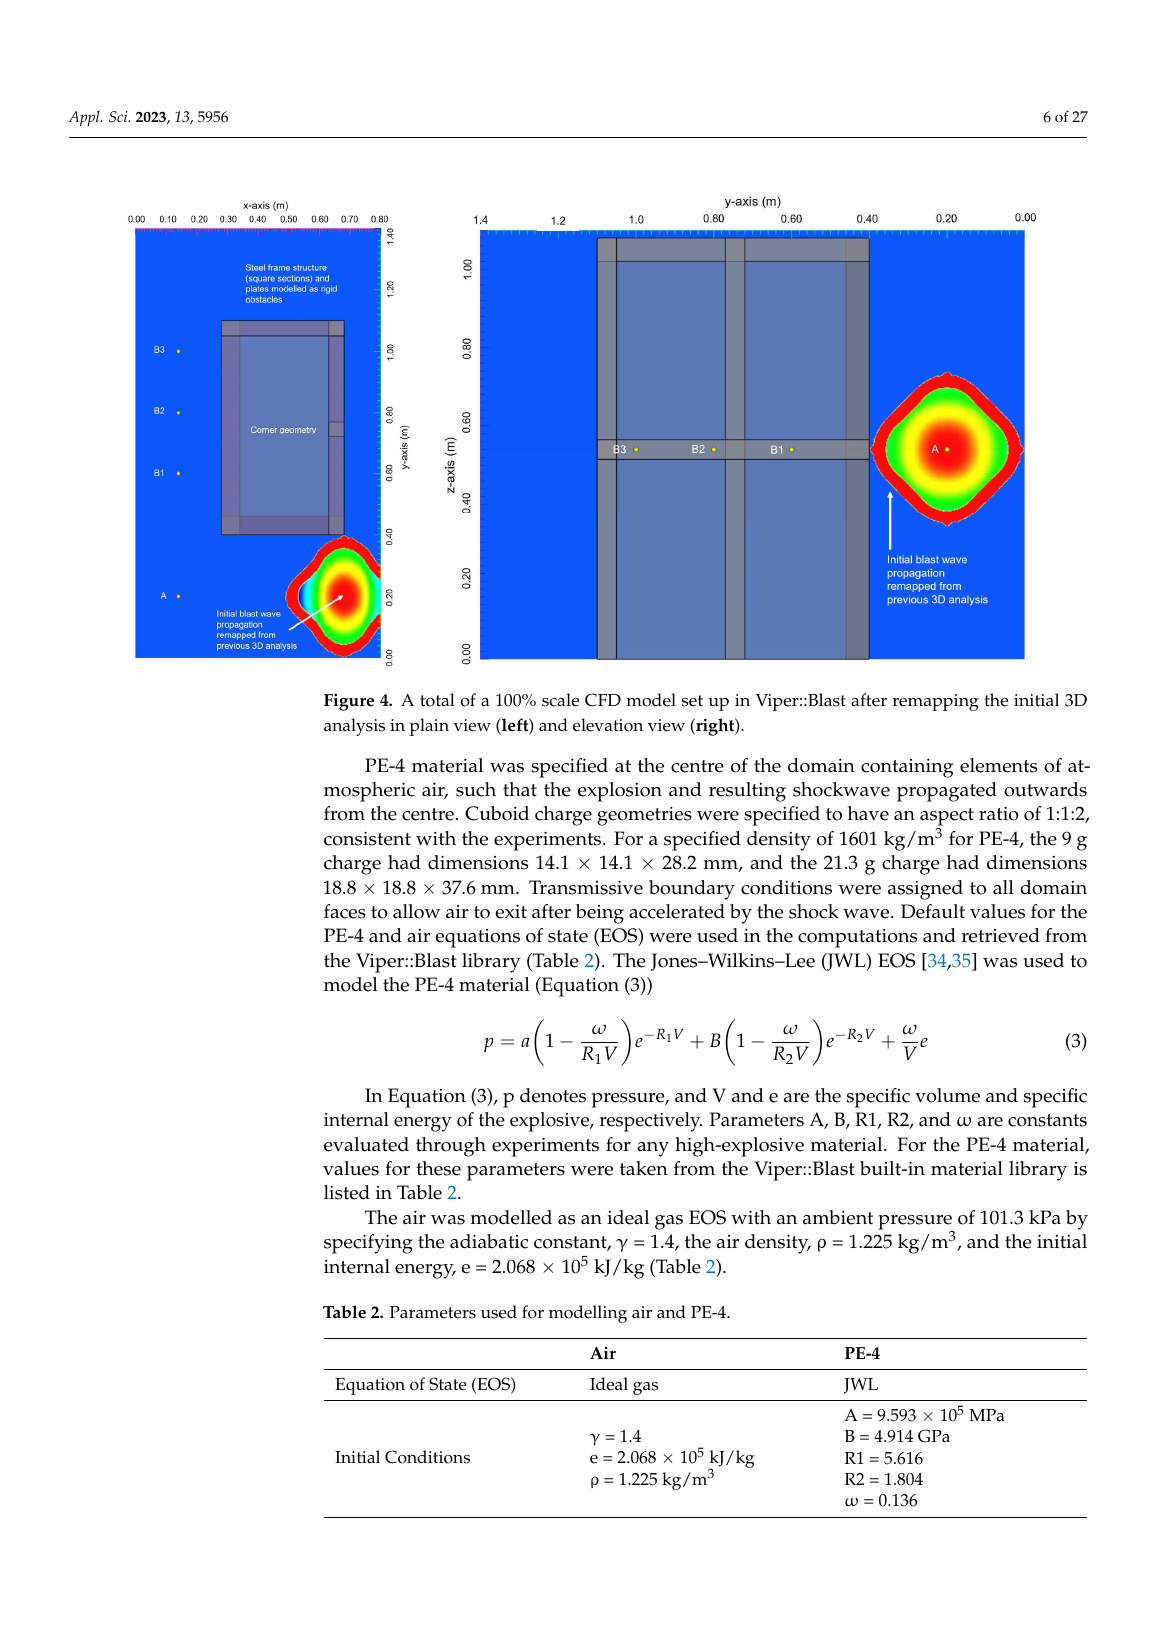 Appl. Sci. 2023, 13, 5956
6 of 27
x-axis (m)
0.00 0.10 0.20 0.30 0.40 0.50 0.60 0.70 0.80
1.40
Steel frame structure
(square sections) and
plates modelled as rigid
obstacles
1.20
B3
1.00
B2
0.80
Corner geometry
y-axis (m)
B1
0.60
0.40
A
0.20
Initial blast wave
propagation
remapped from
previous 3D analysis
0.00
y-axis (m)
1.4 1.2 1.0 0.80 0.60 0.40 0.20 0.00
1.00
0.80
0.60
z-axis (m)
B3 B2 B1 A
0.40
Initial blast wave
propagation
remapped from
previous 3D analysis
0.20
0.00
Figure 4. A total of a 100% scale CFD model set up in Viper::Blast after remapping the initial 3D
analysis in plain view (left) and elevation view (right).
PE-4 material was specified at the centre of the domain containing elements of at-
mospheric air, such that the explosion and resulting shockwave propagated outwards
from the centre. Cuboid charge geometries were specified to have an aspect ratio of 1:1:2,
consistent with the experiments. For a specified density of 1601 kg/m³ for PE-4, the 9 g
charge had dimensions 14.1 × 14.1 × 28.2 mm, and the 21.3 g charge had dimensions
18.8 × 18.8 × 37.6 mm. Transmissive boundary conditions were assigned to all domain
faces to allow air to exit after being accelerated by the shock wave. Default values for the
PE-4 and air equations of state (EOS) were used in the computations and retrieved from
the Viper::Blast library (Table 2). The Jones–Wilkins–Lee (JWL) EOS [34,35] was used to
model the PE-4 material (Equation (3))
p = a(1 − ω/(R₁V))e^(−R₁V) + B(1 − ω/(R₂V))e^(−R₂V) + (ω/V)e (3)
In Equation (3), p denotes pressure, and V and e are the specific volume and specific
internal energy of the explosive, respectively. Parameters A, B, R1, R2, and ω are constants
evaluated through experiments for any high-explosive material. For the PE-4 material,
values for these parameters were taken from the Viper::Blast built-in material library is
listed in Table 2.
The air was modelled as an ideal gas EOS with an ambient pressure of 101.3 kPa by
specifying the adiabatic constant, γ = 1.4, the air density, ρ = 1.225 kg/m³, and the initial
internal energy, e = 2.068 × 10⁵ kJ/kg (Table 2).
Table 2. Parameters used for modelling air and PE-4.
Air PE-4
Equation of State (EOS) Ideal gas JWL
A = 9.593 × 10⁵ MPa
γ = 1.4 B = 4.914 GPa
Initial Conditions e = 2.068 × 10⁵ kJ/kg R1 = 5.616
ρ = 1.225 kg/m³ R2 = 1.804
ω = 0.136